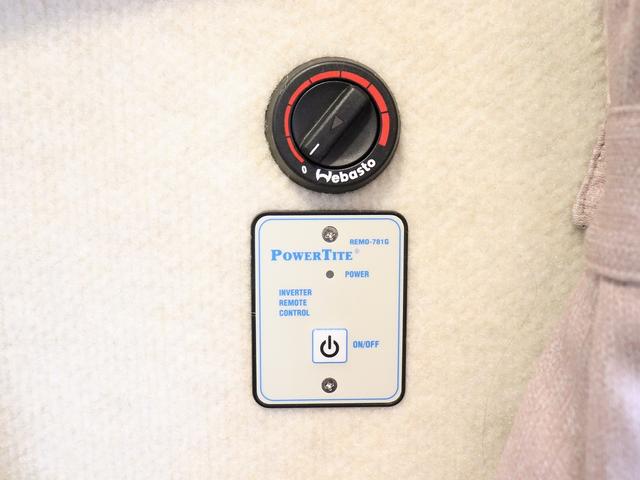 0
Webasto
REMO-781G
POWERTITE®
POWER
INVERTER
REMOTE
CONTROL
ON/OFF